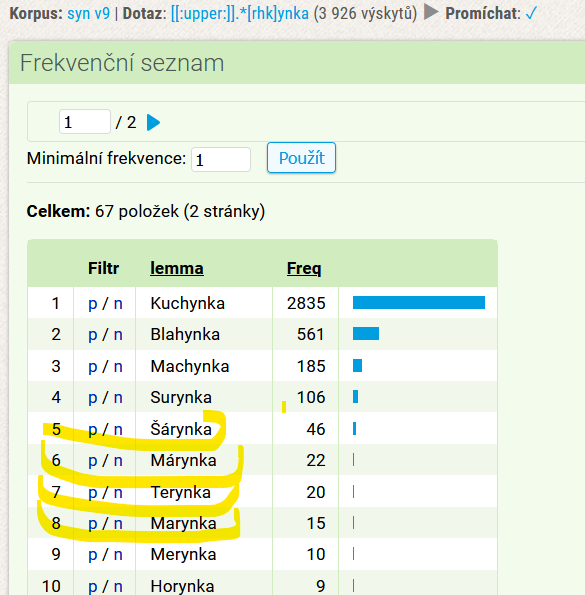 Korpus: syn v9 | Dotaz: [[:upper:]].*[rhk]ynka (3 926 výskytů) ▶ Promíchat: ✓
Frekvenční seznam
1 / 2
Minimální frekvence: 1 Použít
Celkem: 67 položek (2 stránky)
Filtr lemma Freq
1 p / n Kuchynka 2835
2 p / n Blahynka 561
3 p / n Machynka 185
4 p / n Surynka 106
5 p / n Šárynka 46
6 p / n Márynka 22
7 p / n Terynka 20
8 p / n Marynka 15
9 p / n Merynka 10
10 p / n Horynka 9